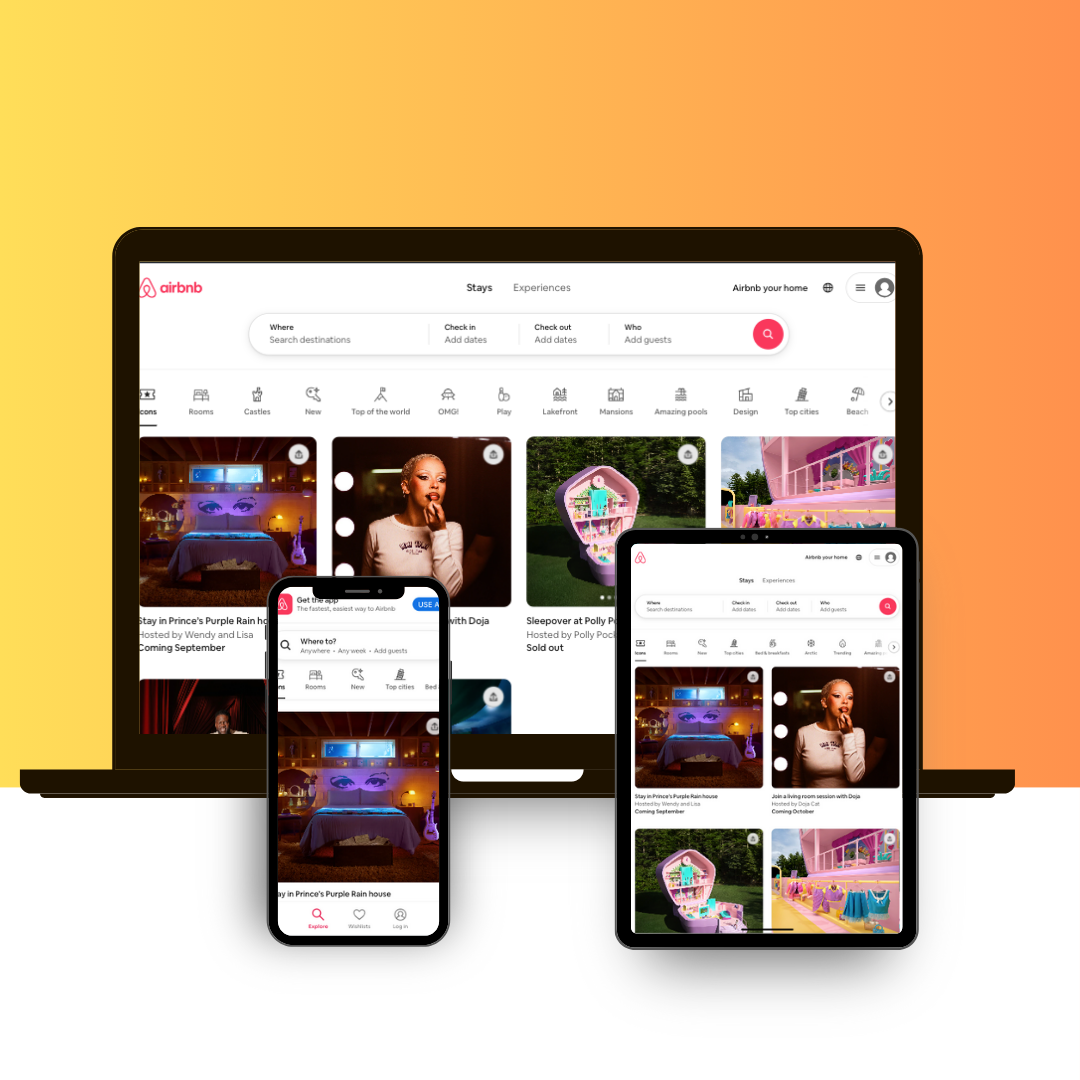 airbnb
Stays Experiences
Airbnb your home
Where
Search destinations
Check in
Add dates
Check out
Add dates
Who
Add guests
cons
Rooms
Castles
New
Top of the world
OMG!
Play
Lakefront
Mansions
Amazing pools
Design
Top cities
Beach
Stay in Prince's Purple Rain ho
Hosted by Wendy and Lisa
Coming September
with Doja
Sleepover at Polly Po
Hosted by Polly Pock
Sold out
Get the app
The fastest, easiest way to Airbnb
USE A
Where to?
Anywhere • Any week • Add guests
ns
Rooms
New
Top cities
Bed
ay in Prince's Purple Rain house
Explore
Wishlists
Log in
Airbnb your home
Stays Experiences
Where
Search destinations
Check in
Add dates
Check out
Add dates
Who
Add guests
Icons
Rooms
New
Top cities
Bed & breakfasts
Arctic
Trending
Amazing
Stay in Prince's Purple Rain house
Hosted by Wendy and Lisa
Coming September
Join a living room session with Doja
Hosted by Doja Cat
Coming October